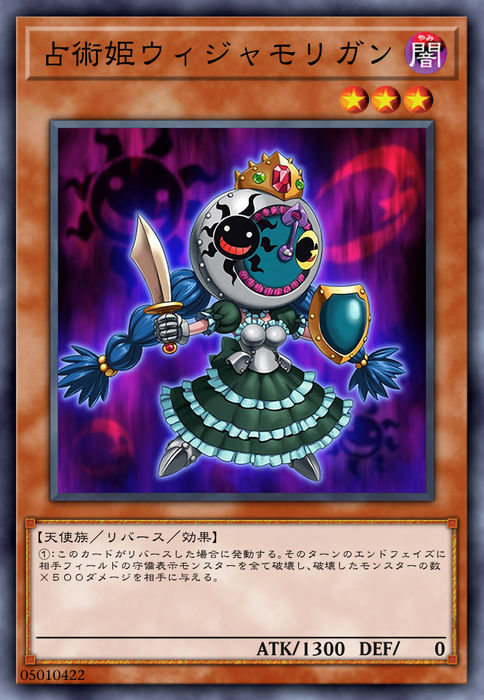 占術姫ウィジャモリガン
やみ
闇
【天使族／リバース／効果】
①：このカードがリバースした場合に発動する。そのターンのエンドフェイズに
相手フィールドの守備表示モンスターを全て破壊し、破壊したモンスターの数
×５００ダメージを相手に与える。
ATK/1300 DEF/ 0
05010422